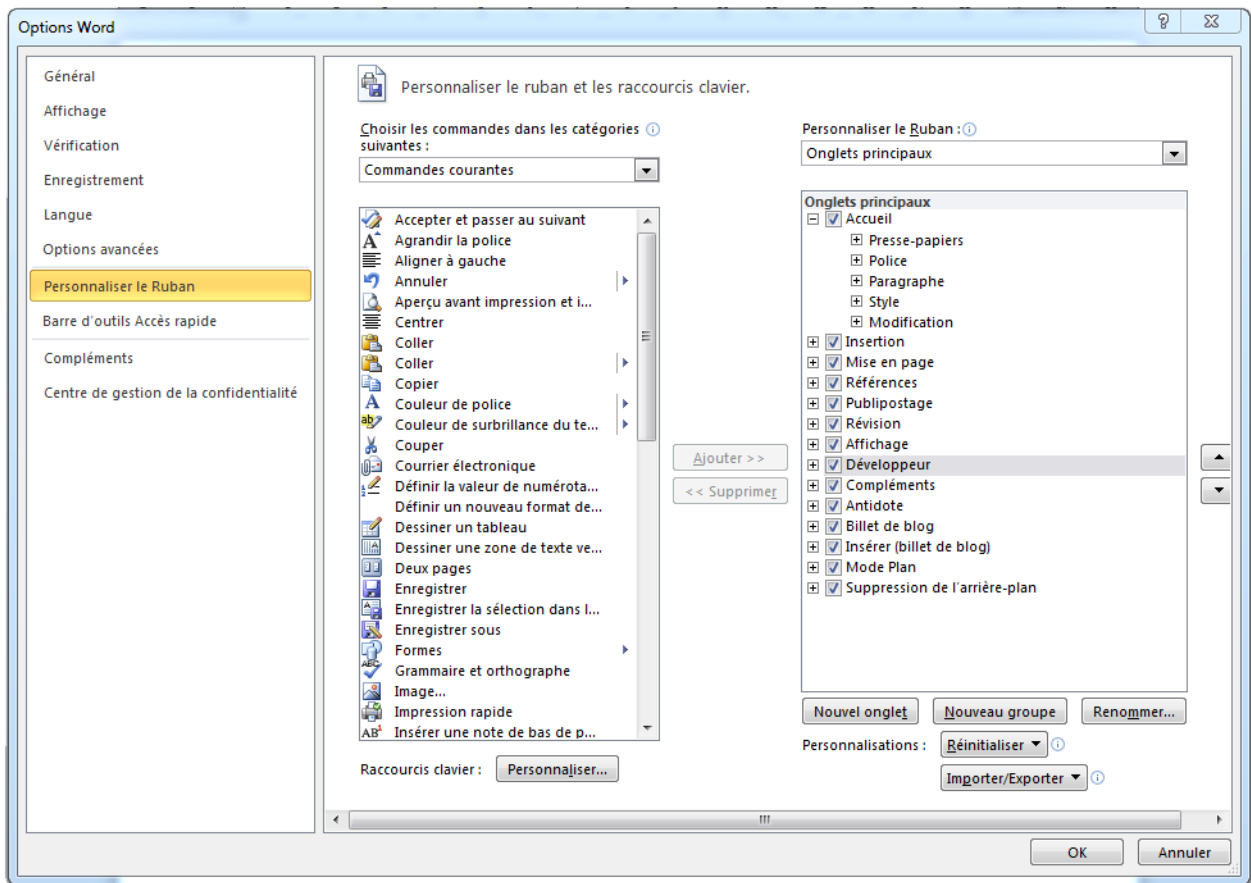 Options Word
Général
Affichage
Vérification
Enregistrement
Langue
Options avancées
Personnaliser le Ruban
Barre d'outils Accès rapide
Compléments
Centre de gestion de la confidentialité
Personnaliser le ruban et les raccourcis clavier.
Choisir les commandes dans les catégories
suivantes :
Commandes courantes
Accepter et passer au suivant
Agrandir la police
Aligner à gauche
Annuler
Aperçu avant impression et i...
Centrer
Coller
Coller
Copier
Couleur de police
Couleur de surbrillance du te...
Couper
Courrier électronique
Définir la valeur de numérota...
Définir un nouveau format de...
Dessiner un tableau
Dessiner une zone de texte ve...
Deux pages
Enregistrer
Enregistrer la sélection dans l...
Enregistrer sous
Formes
Grammaire et orthographe
Image...
Impression rapide
Insérer une note de bas de p...
Raccourcis clavier :
Personnaliser...
Ajouter >>
<< Supprimer
Personnaliser le Ruban :
Onglets principaux
Onglets principaux
Accueil
Presse-papiers
Police
Paragraphe
Style
Modification
Insertion
Mise en page
Références
Publipostage
Révision
Affichage
Développeur
Compléments
Antidote
Billet de blog
Insérer (billet de blog)
Mode Plan
Suppression de l'arrière-plan
Nouvel onglet
Nouveau groupe
Renommer...
Personnalisations :
Réinitialiser
Importer/Exporter
OK
Annuler